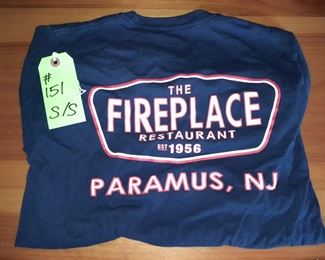 # 151
S/S
THE
FIREPLACE
RESTAURANT
EST 1956
PARAMUS, NJ